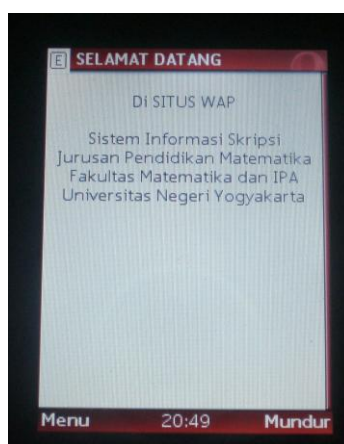 E SELAMAT DATANG
Di SITUS WAP
Sistem Informasi Skripsi
Jurusan Pendidikan Matematika
Fakultas Matematika dan IPA
Universitas Negeri Yogyakarta
Menu 20:49 Mundur